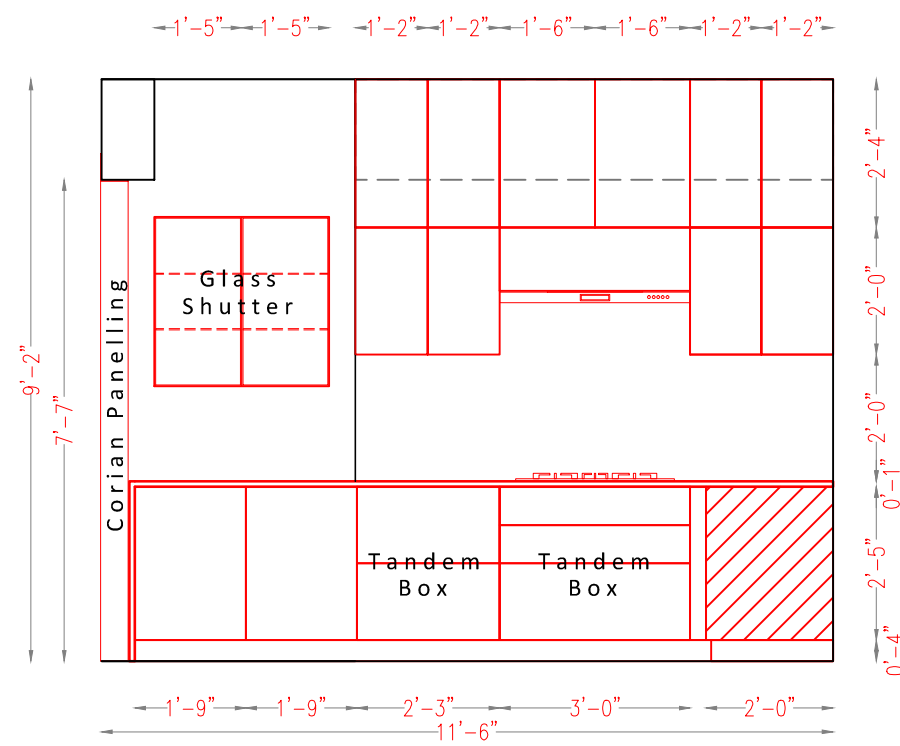 1'-5" 1'-5" 1'-2" 1'-2" 1'-6" 1'-6" 1'-2" 1'-2"
2'-4"
Glass
Shutter
2'-0"
Corian Panelling
9'-2"
7'-7"
2'-0"
0'-1"
Tandem
Box
Tandem
Box
2'-5"
0'-4"
1'-9" 1'-9" 2'-3" 3'-0" 2'-0"
11'-6"